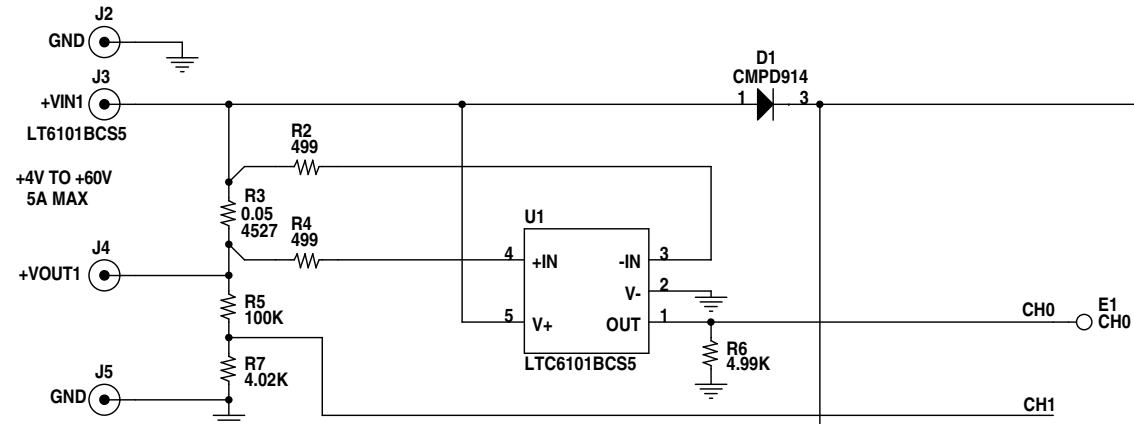 J2
GND
J3
+VIN1
LT6101BCS5
+4V TO +60V
5A MAX
D1
CMPD914
1
3
R2
499
R3
0.05
4527
R4
499
J4
+VOUT1
U1
4
+IN
-IN
3
V-
2
5
V+
OUT
1
LTC6101BCS5
R5
100K
R7
4.02K
R6
4.99K
CH0
E1
CH0
J5
GND
CH1